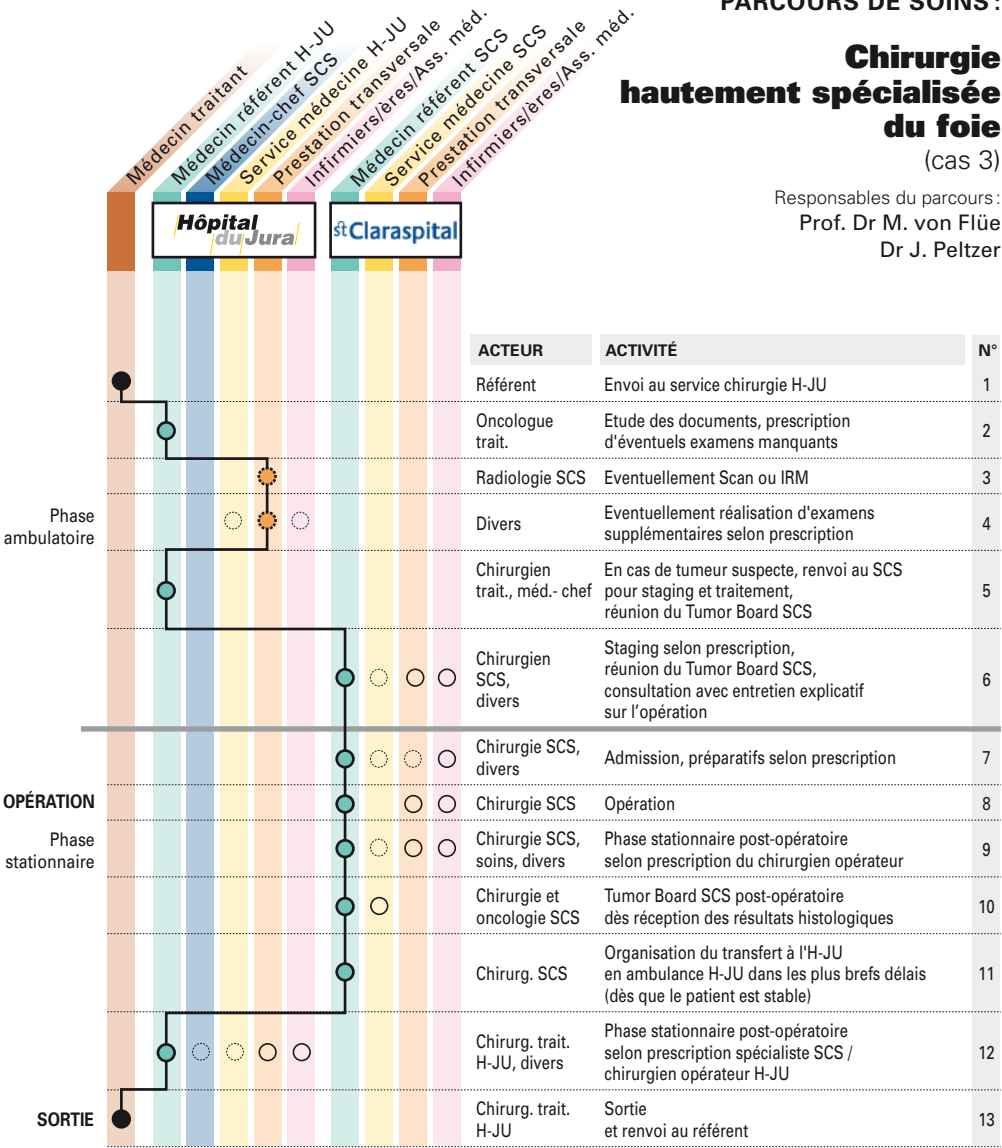 PARCOURS DE SOINS :
Chirurgie
hautement spécialisée
du foie
(cas 3)
Responsables du parcours :
Prof. Dr M. von Flüe
Dr J. Peltzer
Médecin traitant
Médecin référent H-JU
Médecin-chef SCS
Service médecine H-JU
Prestation transversale
Infirmiers/ères/Ass. méd.
Médecin référent SCS
Service médecine SCS
Prestation transversale
Infirmiers/ères/Ass. méd.
Hôpital
du Jura
st Claraspital
ACTEUR ACTIVITÉ N°
Référent Envoi au service chirurgie H-JU 1
Oncologue Etude des documents, prescription
trait. d'éventuels examens manquants 2
Radiologie SCS Eventuellement Scan ou IRM 3
Phase
ambulatoire
Divers Eventuellement réalisation d'examens
supplémentaires selon prescription 4
Chirurgien En cas de tumeur suspecte, renvoi au SCS
trait., méd.- chef pour staging et traitement, 5
réunion du Tumor Board SCS
Chirurgien Staging selon prescription,
SCS, réunion du Tumor Board SCS, 6
divers consultation avec entretien explicatif
sur l'opération
Chirurgie SCS,
divers Admission, préparatifs selon prescription 7
OPÉRATION Chirurgie SCS Opération 8
Phase
stationnaire
Chirurgie SCS, Phase stationnaire post-opératoire
soins, divers selon prescription du chirurgien opérateur 9
Chirurgie et Tumor Board SCS post-opératoire
oncologie SCS dès réception des résultats histologiques 10
Organisation du transfert à l'H-JU
Chirurg. SCS en ambulance H-JU dans les plus brefs délais 11
(dès que le patient est stable)
Chirurg. trait. Phase stationnaire post-opératoire
H-JU, divers selon prescription spécialiste SCS / 12
chirurgien opérateur H-JU
SORTIE
Chirurg. trait. Sortie
H-JU et renvoi au référent 13